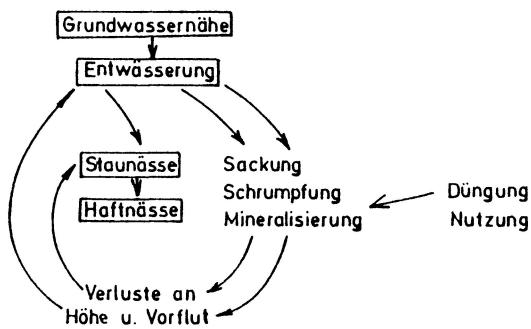 Grundwassernähe
Entwässerung
Staunässe
Haftnässe
Sackung
Schrumpfung
Mineralisierung
Düngung
Nutzung
Verluste an
Höhe u. Vorflut